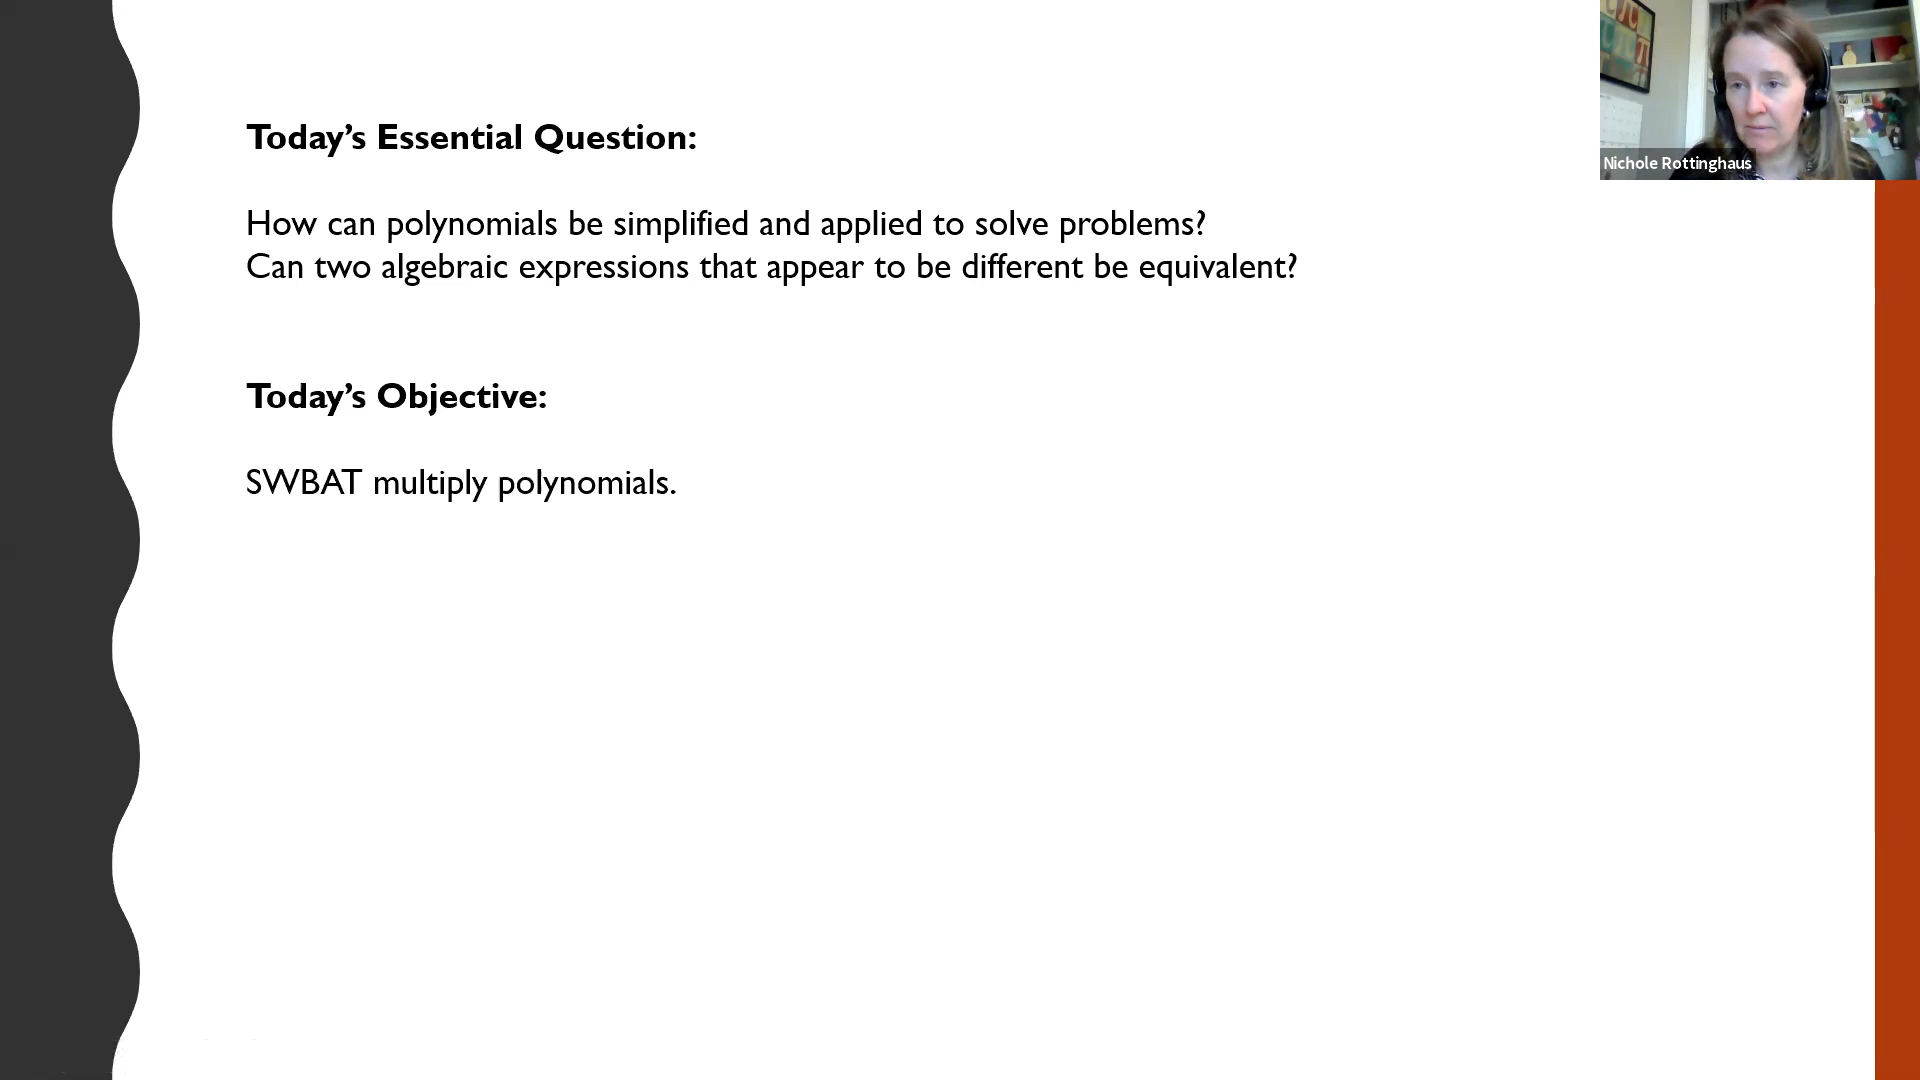 Today’s Essential Question:
How can polynomials be simplified and applied to solve problems?
Can two algebraic expressions that appear to be different be equivalent?
Today’s Objective:
SWBAT multiply polynomials.
Nichole Rottinghaus